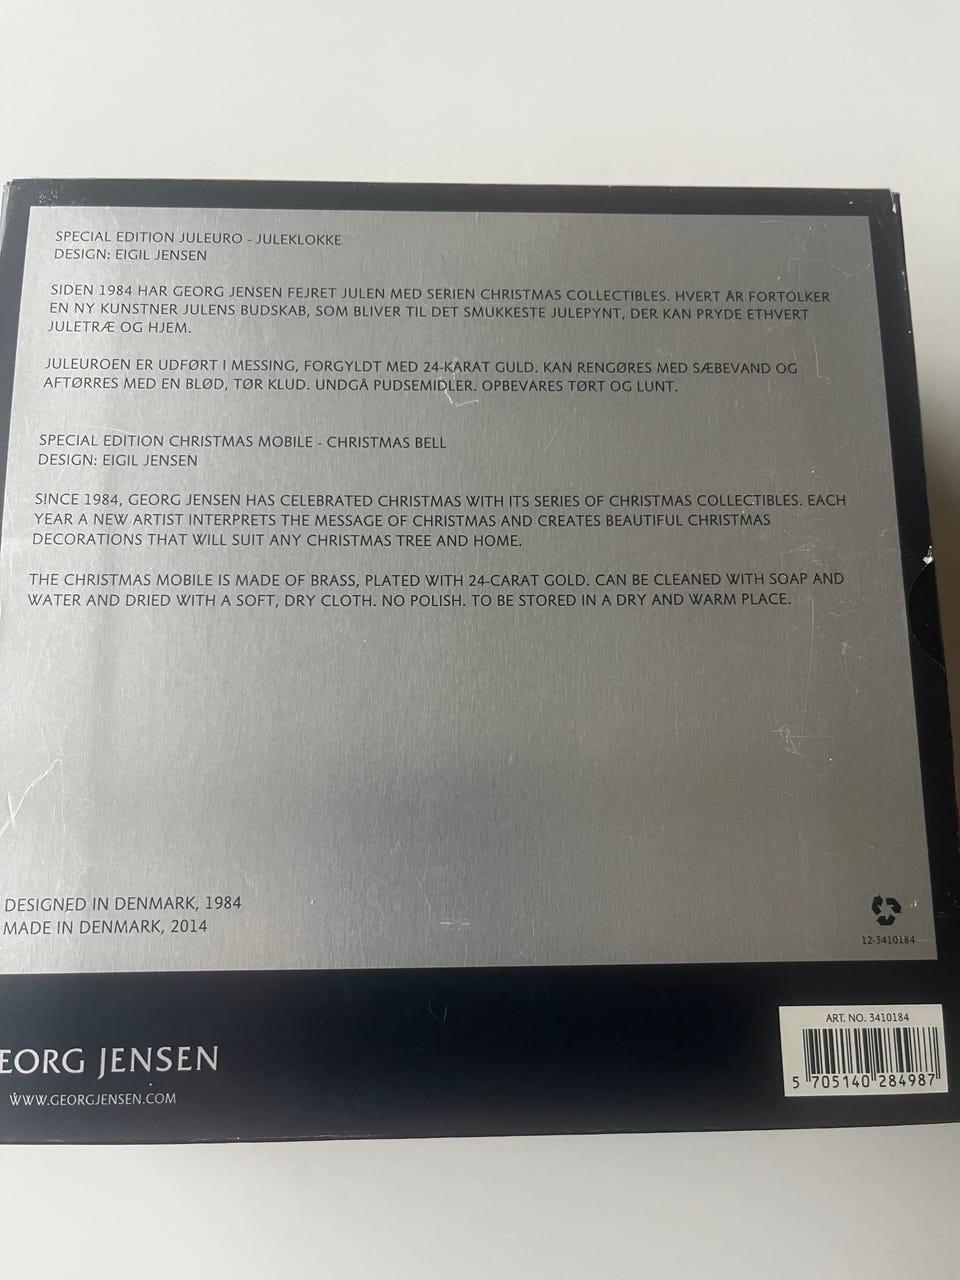 SPECIAL EDITION JULEURO - JULEKLOKKE
DESIGN: EIGIL JENSEN
SIDEN 1984 HAR GEORG JENSEN FEJRET JULEN MED SERIEN CHRISTMAS COLLECTIBLES. HVERT ÅR FORTOLKER
EN NY KUNSTNER JULENS BUDSKAB, SOM BLIVER TIL DET SMUKKESTE JULEPYNT, DER KAN PRYDE ETHVERT
JULETRÆ OG HJEM.
JULEUROEN ER UDFØRT I MESSING, FORGYLDT MED 24-KARAT GULD. KAN RENGØRES MED SÆBEVAND OG
AFTØRRES MED EN BLØD, TØR KLUD. UNDGÅ PUDSEMIDLER. OPBEVARES TØRT OG LUNT.
SPECIAL EDITION CHRISTMAS MOBILE - CHRISTMAS BELL
DESIGN: EIGIL JENSEN
SINCE 1984, GEORG JENSEN HAS CELEBRATED CHRISTMAS WITH ITS SERIES OF CHRISTMAS COLLECTIBLES. EACH
YEAR A NEW ARTIST INTERPRETS THE MESSAGE OF CHRISTMAS AND CREATES BEAUTIFUL CHRISTMAS
DECORATIONS THAT WILL SUIT ANY CHRISTMAS TREE AND HOME.
THE CHRISTMAS MOBILE IS MADE OF BRASS, PLATED WITH 24-CARAT GOLD. CAN BE CLEANED WITH SOAP AND
WATER AND DRIED WITH A SOFT, DRY CLOTH. NO POLISH. TO BE STORED IN A DRY AND WARM PLACE.
DESIGNED IN DENMARK, 1984
MADE IN DENMARK, 2014
12-3410184
EORG JENSEN
WWW.GEORGJENSEN.COM
ART. NO. 3410184
5 705140 284987